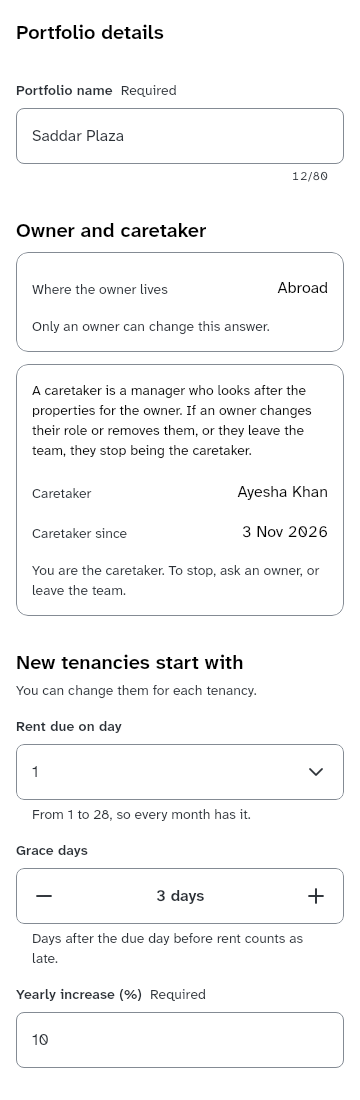 Portfolio details
Portfolio name Required
Saddar Plaza
12/80
Owner and caretaker
Where the owner lives Abroad
Only an owner can change this answer.
A caretaker is a manager who looks after the
properties for the owner. If an owner changes
their role or removes them, or they leave the
team, they stop being the caretaker.
Caretaker Ayesha Khan
Caretaker since 3 Nov 2026
You are the caretaker. To stop, ask an owner, or
leave the team.
New tenancies start with
You can change them for each tenancy.
Rent due on day
1
From 1 to 28, so every month has it.
Grace days
3 days
Days after the due day before rent counts as
late.
Yearly increase (%) Required
10